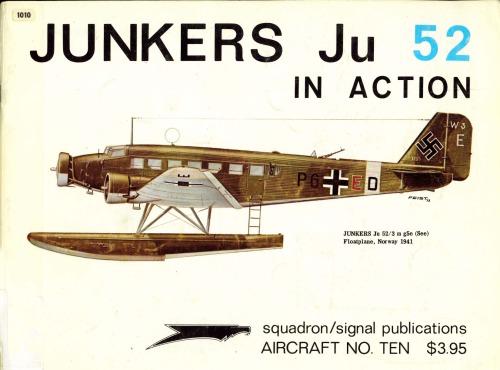 1010
JUNKERS Ju 52
IN ACTION
W3
E
P6 E D
FEIST
JUNKERS Ju 52/3 m g5e (See)
Floatplane, Norway 1941
squadron/signal publications
AIRCRAFT NO. TEN $3.95